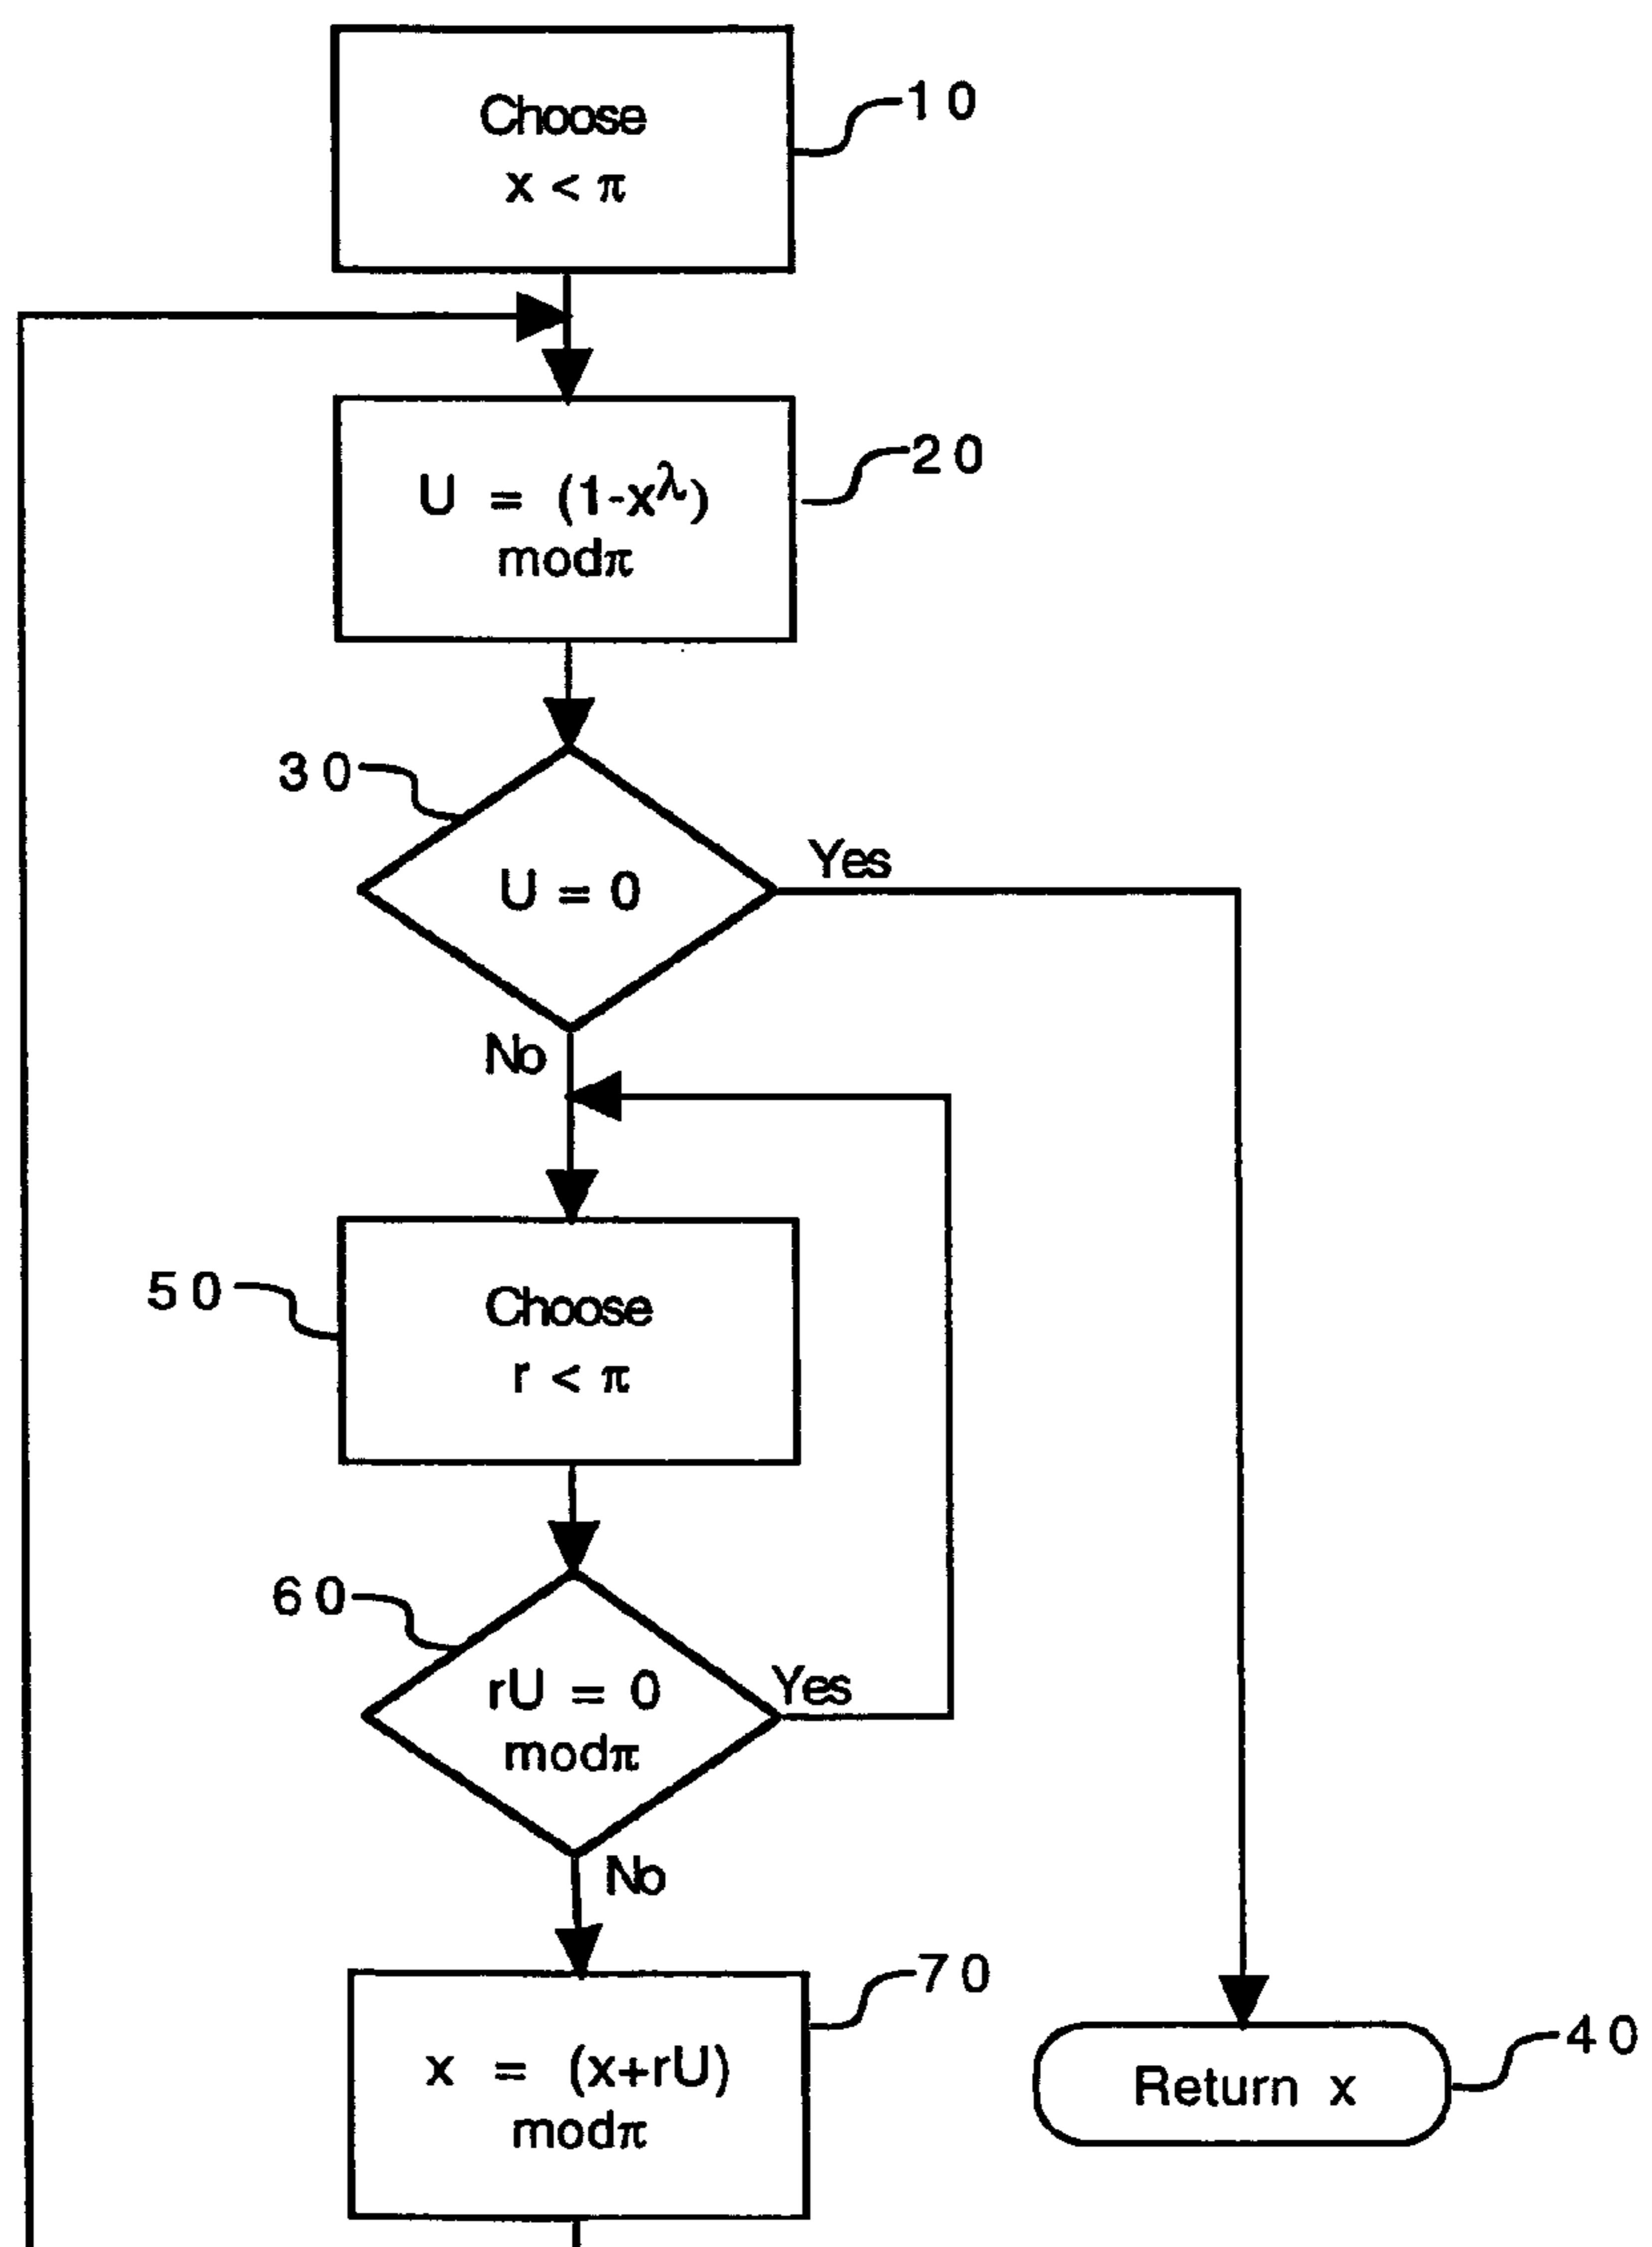 Choose
x < π
10
U = (1-x^λ)
modπ
20
30
U = 0
Yes
No
50
Choose
r < π
60
rU = 0
modπ
Yes
No
70
x = (x+rU)
modπ
Return x
40